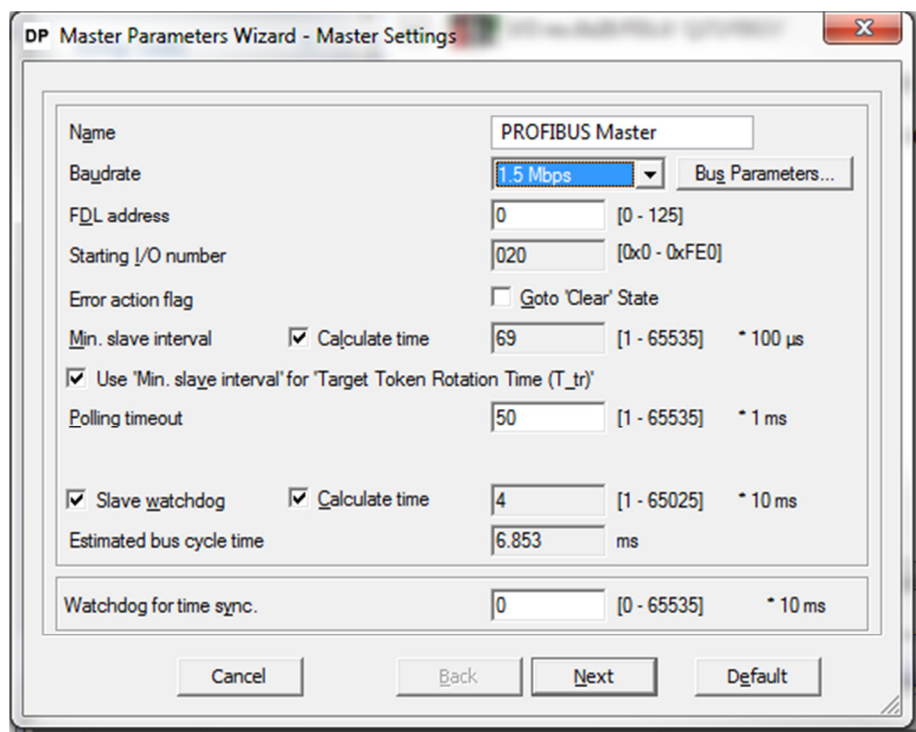 DP Master Parameters Wizard - Master Settings
Name PROFIBUS Master
Baudrate 1.5 Mbps Bus Parameters...
FDL address 0 [0 - 125]
Starting I/O number 020 [0x0 - 0xFE0]
Error action flag Goto 'Clear' State
Min. slave interval Calculate time 69 [1 - 65535] * 100 µs
Use 'Min. slave interval' for 'Target Token Rotation Time (T_tr)'
Polling timeout 50 [1 - 65535] * 1 ms
Slave watchdog Calculate time 4 [1 - 65025] * 10 ms
Estimated bus cycle time 6.853 ms
Watchdog for time sync. 0 [0 - 65535] * 10 ms
Cancel Back Next Default